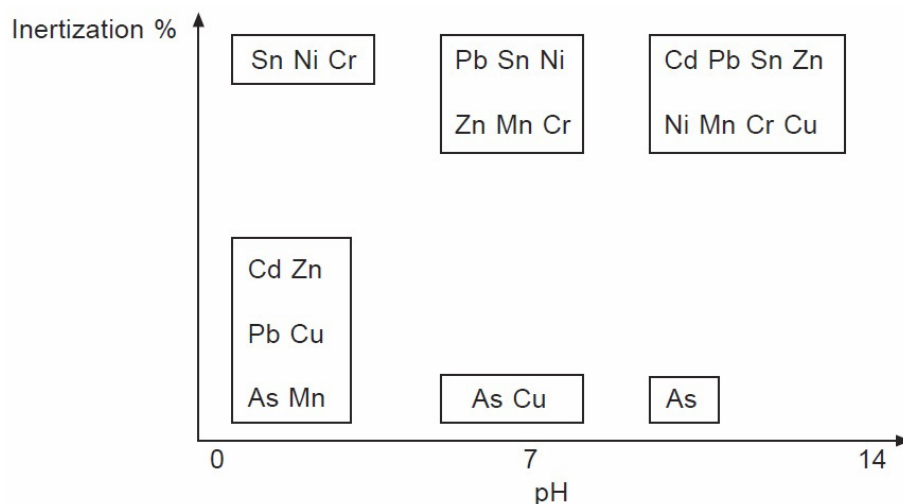 Inertization %
Sn Ni Cr
Pb Sn Ni
Zn Mn Cr
Cd Pb Sn Zn
Ni Mn Cr Cu
Cd Zn
Pb Cu
As Mn
As Cu
As
0 7 14
pH